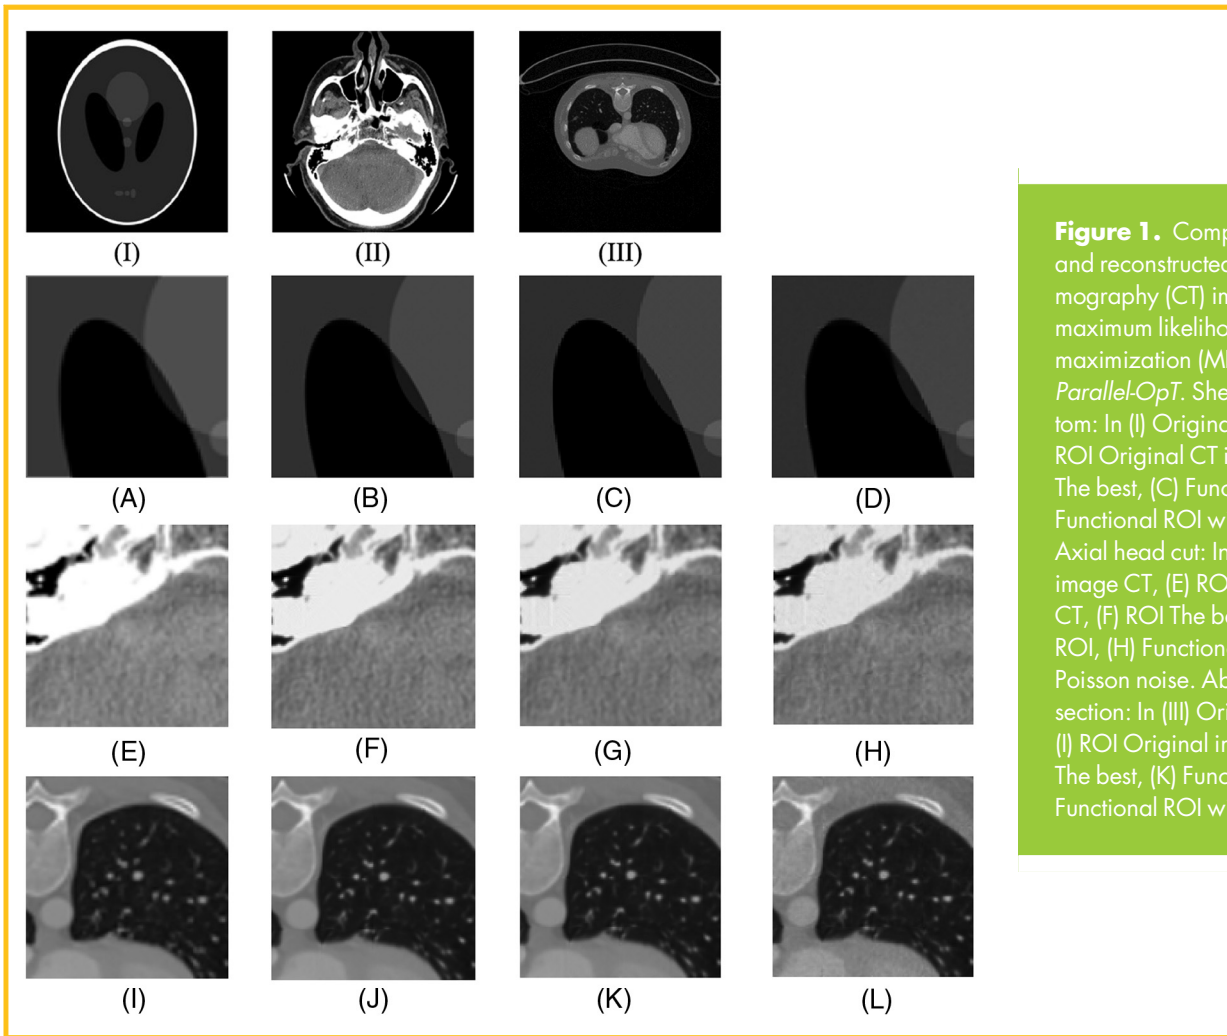 (I) (II) (III)
(A) (B) (C) (D)
(E) (F) (G) (H)
(I) (J) (K) (L)
Figure 1. Comp
and reconstructed
mography (CT) im
maximum likeliho
maximization (M
Parallel-OpT. She
tom: In (I) Origina
ROI Original CT i
The best, (C) Func
Functional ROI w
Axial head cut: In
image CT, (E) RO
CT, (F) ROI The be
ROI, (H) Function
Poisson noise. Ab
section: In (III) Ori
(I) ROI Original in
The best, (K) Func
Functional ROI w